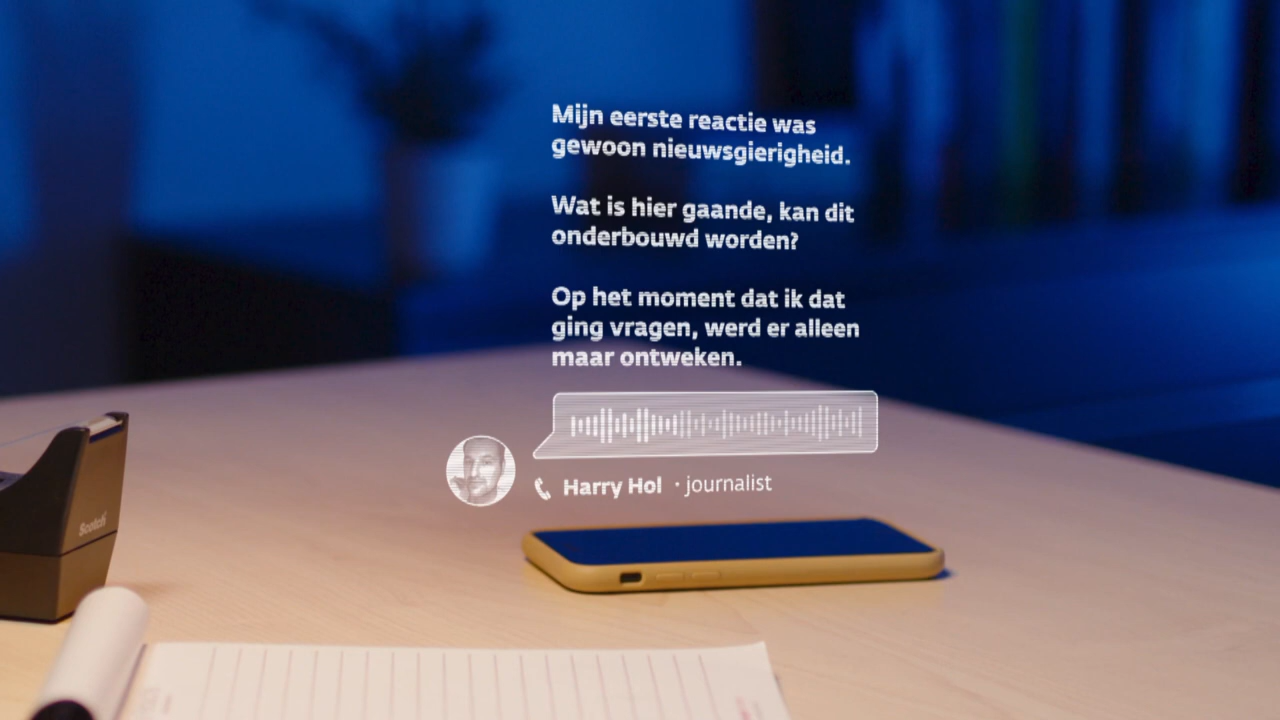 Mijn eerste reactie was
gewoon nieuwsgierigheid.
Wat is hier gaande, kan dit
onderbouwd worden?
Op het moment dat ik dat
ging vragen, werd er alleen
maar ontweken.
Harry Hol · journalist
Scotch